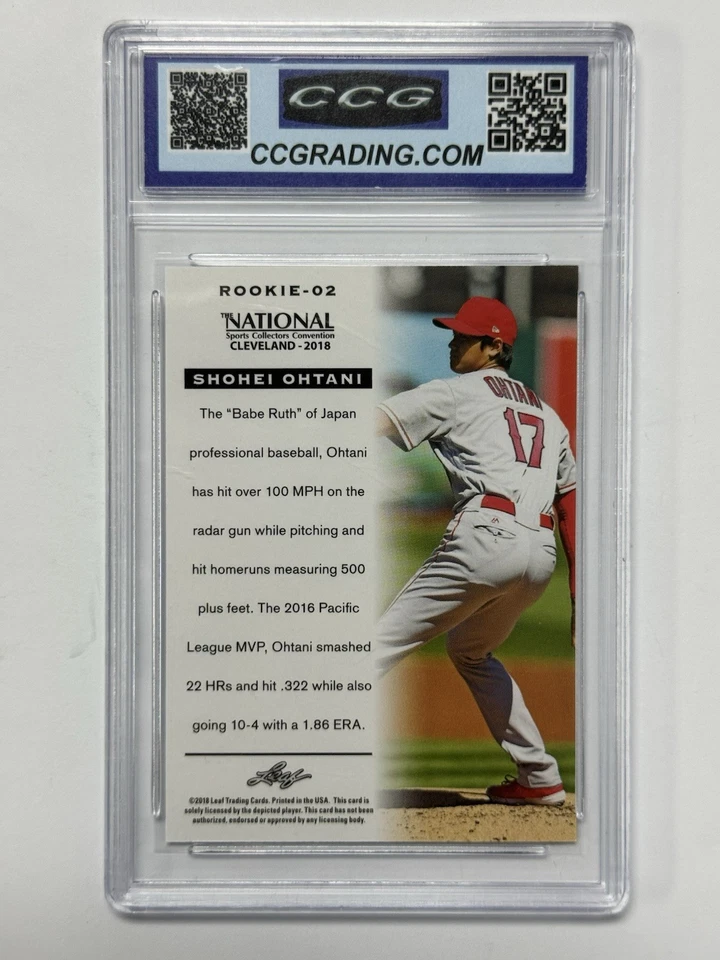 CCG
CCGRADING.COM
ROOKIE-02
THE NATIONAL
Sports Collectors Convention
CLEVELAND - 2018
SHOHEI OHTANI
The “Babe Ruth” of Japan
professional baseball, Ohtani
has hit over 100 MPH on the
radar gun while pitching and
hit homeruns measuring 500
plus feet. The 2016 Pacific
League MVP, Ohtani smashed
22 HRs and hit .322 while also
going 10-4 with a 1.86 ERA.
Leaf
©2018 Leaf Trading Cards. Printed in the USA. This card is
solely licensed by the depicted player. This card has not been
authorized, endorsed or approved by any licensing body.
OHTANI
17